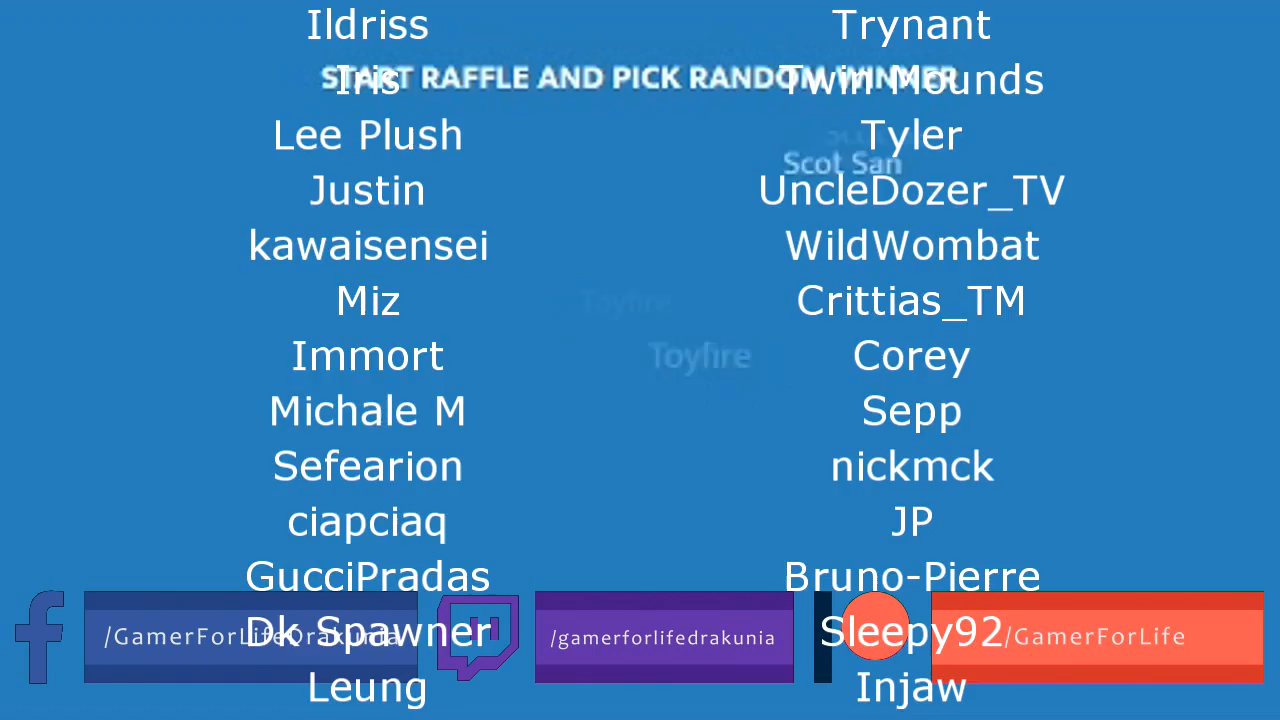 Ildriss
Trynant
START RAFFLE AND PICK RANDOM WINNER
Iris
Twin Mounds
Lee Plush
Tyler
Scot San
Justin
UncleDozer_TV
kawaisensei
WildWombat
Miz
Crittias_TM
Toyfire
Immort
Corey
Toyfire
Michale M
Sepp
Sefearion
nickmck
ciapciaq
JP
GucciPradas
Bruno-Pierre
Dk Spawner
Sleepy92
/GamerForLifeDrakunia
/gamerforlifedrakunia
/GamerForLife
Leung
Injaw